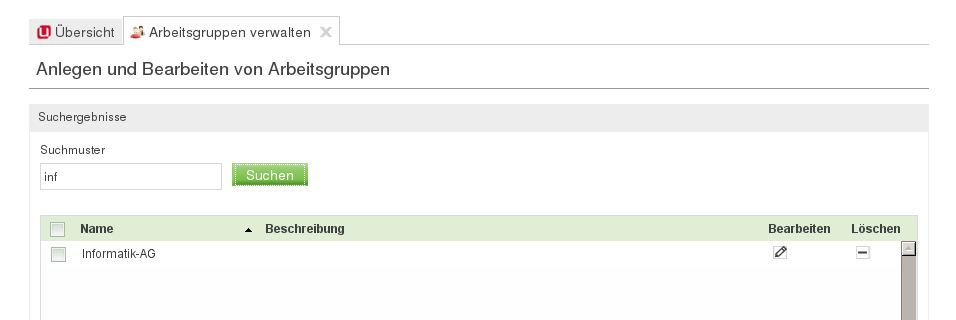 Übersicht Arbeitsgruppen verwalten
Anlegen und Bearbeiten von Arbeitsgruppen
Suchergebnisse
Suchmuster
inf Suchen
Name Beschreibung Bearbeiten Löschen
Informatik-AG